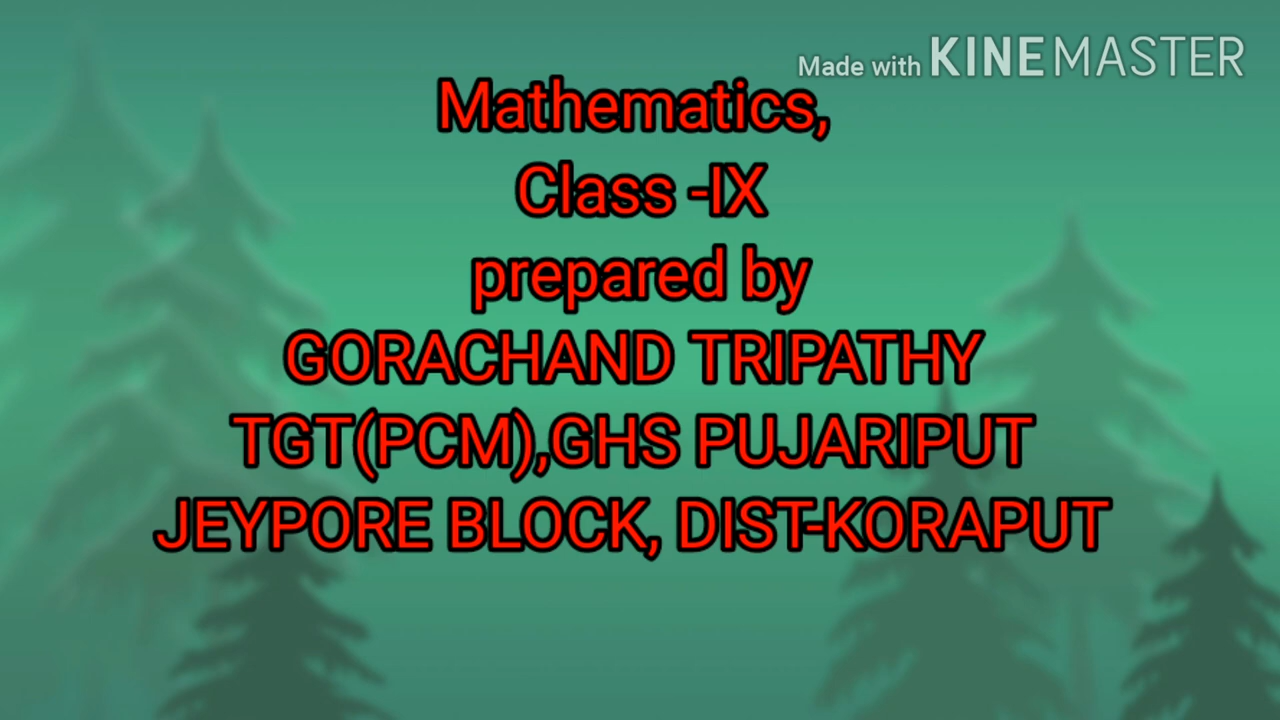 Made with KINEMASTER
Mathematics,
Class -IX
prepared by
GORACHAND TRIPATHY
TGT(PCM),GHS PUJARIPUT
JEYPORE BLOCK, DIST-KORAPUT